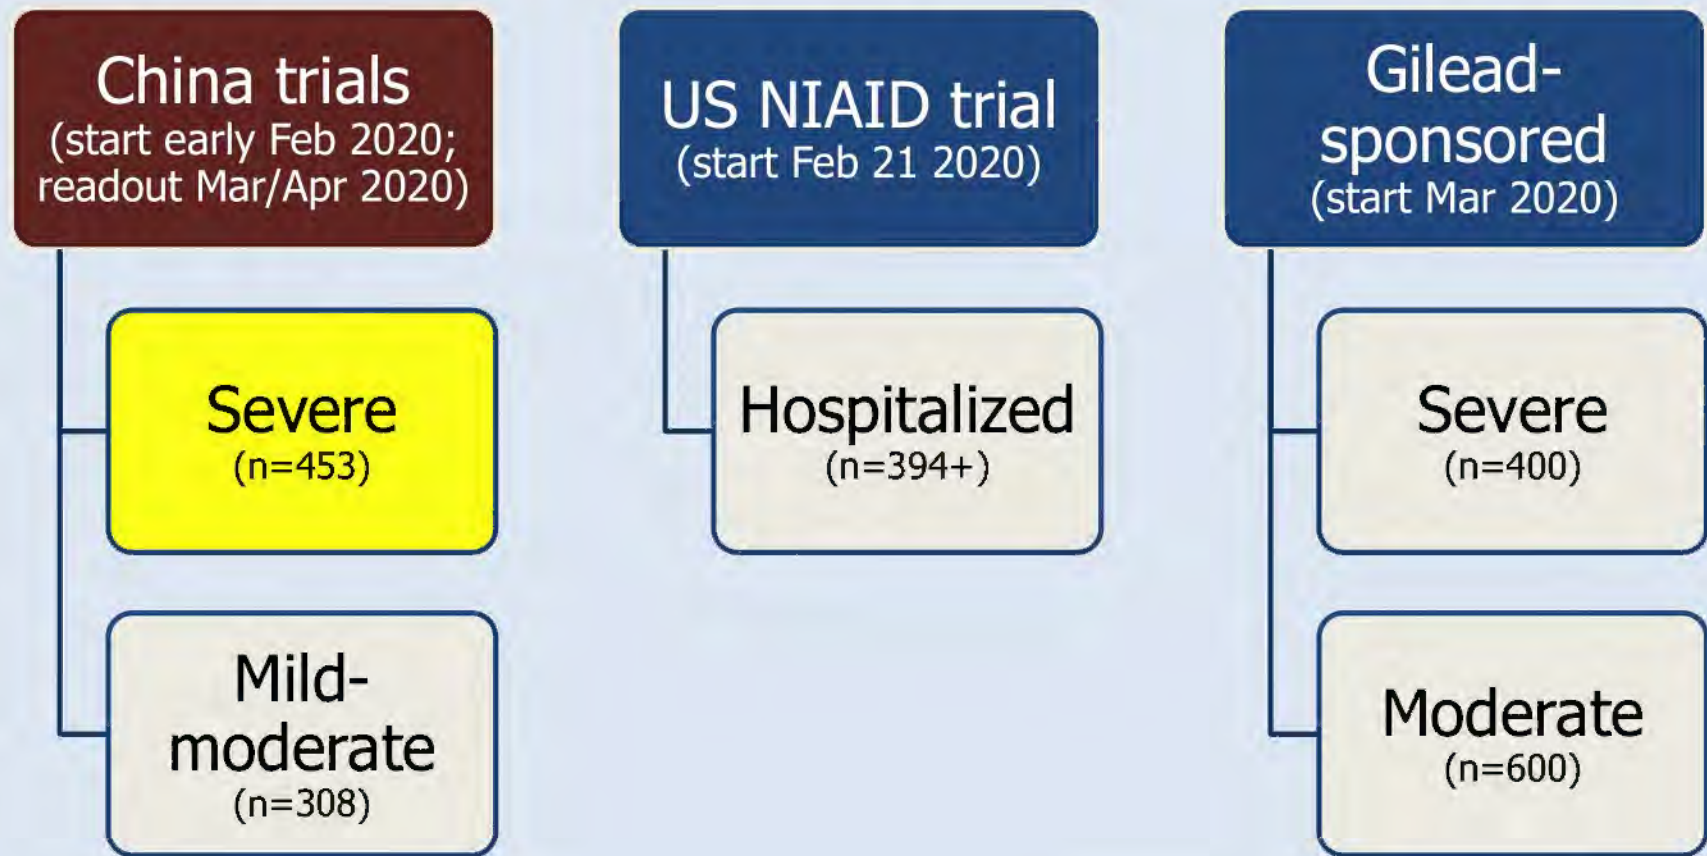 China trials
(start early Feb 2020;
readout Mar/Apr 2020)
Severe
(n=453)
Mild-
moderate
(n=308)
US NIAID trial
(start Feb 21 2020)
Hospitalized
(n=394+)
Gilead-
sponsored
(start Mar 2020)
Severe
(n=400)
Moderate
(n=600)